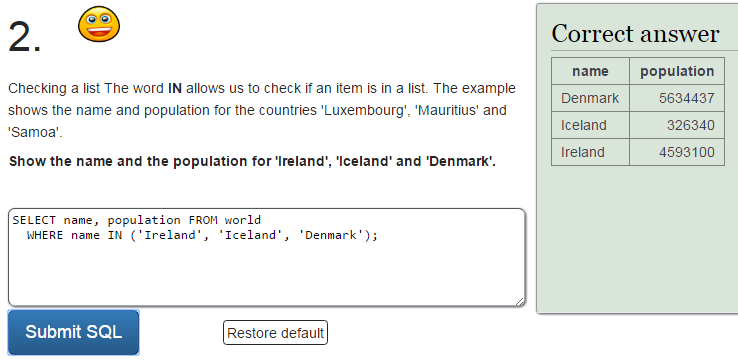 2.
Checking a list The word IN allows us to check if an item is in a list. The example
shows the name and population for the countries 'Luxembourg', 'Mauritius' and
'Samoa'.
Show the name and the population for 'Ireland', 'Iceland' and 'Denmark'.
SELECT name, population FROM world
WHERE name IN ('Ireland', 'Iceland', 'Denmark');
Submit SQL
Restore default
Correct answer
name population
Denmark 5634437
Iceland 326340
Ireland 4593100